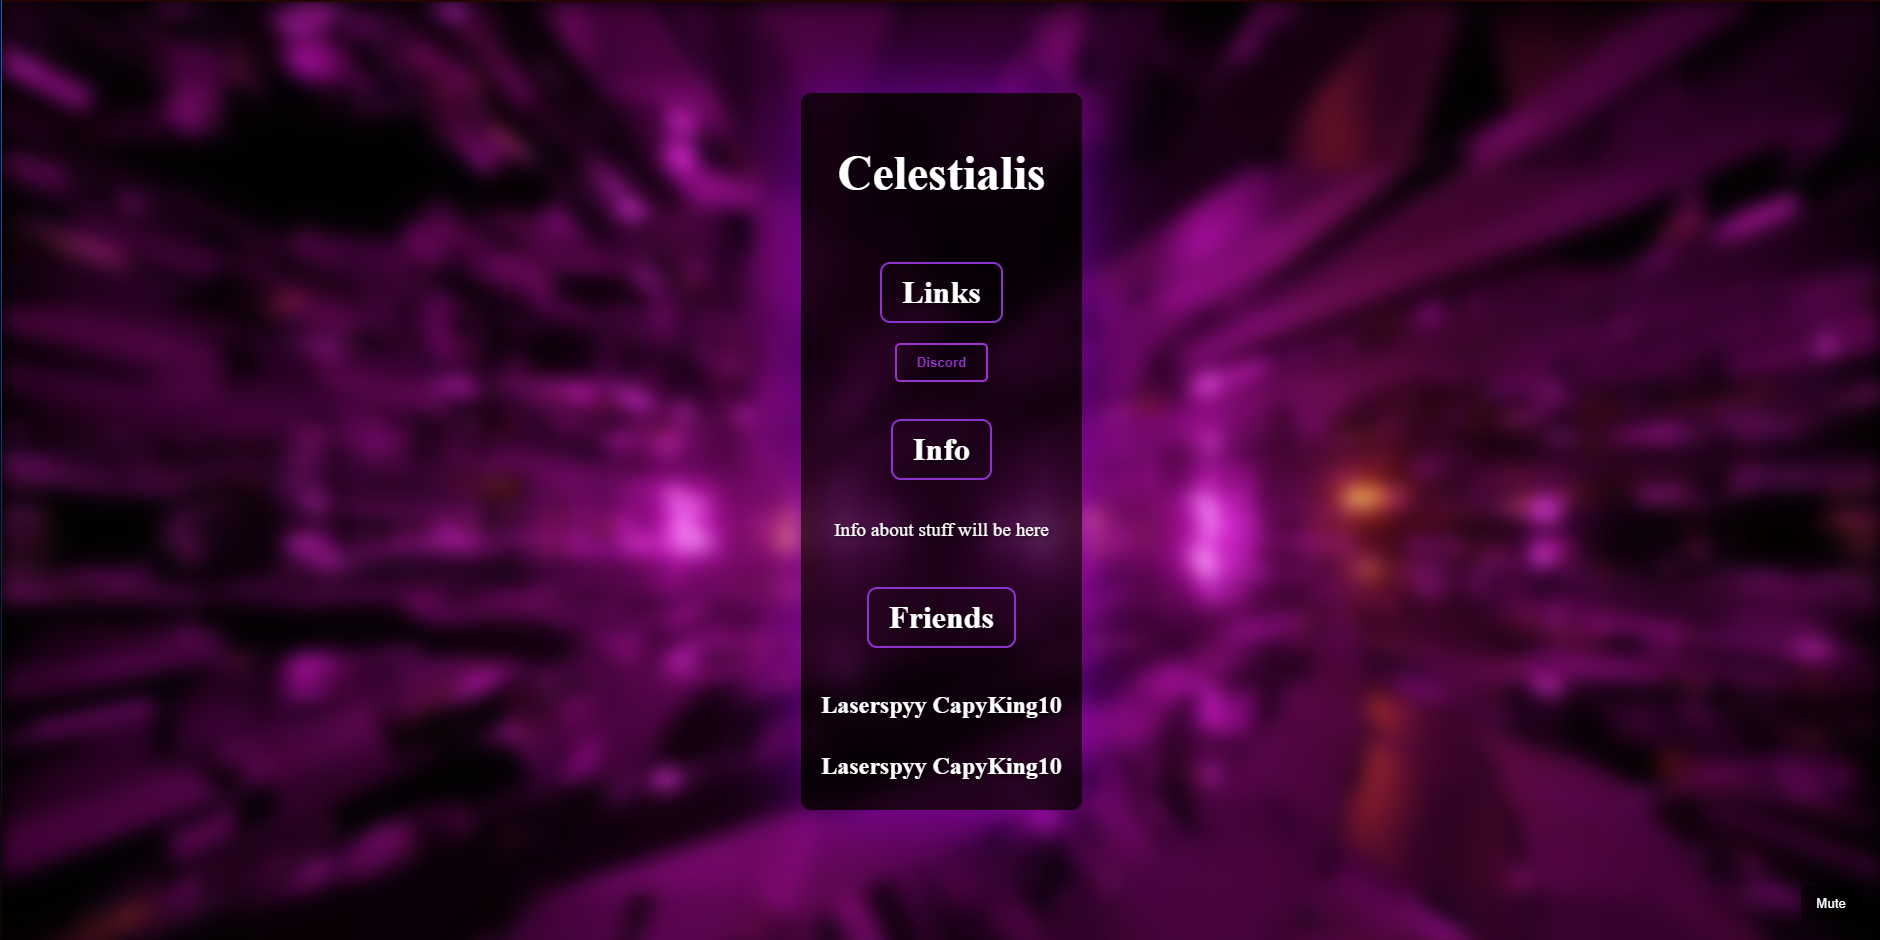 Celestialis
Links
Discord
Info
Info about stuff will be here
Friends
Laserspyy CapyKing10
Laserspyy CapyKing10
Mute